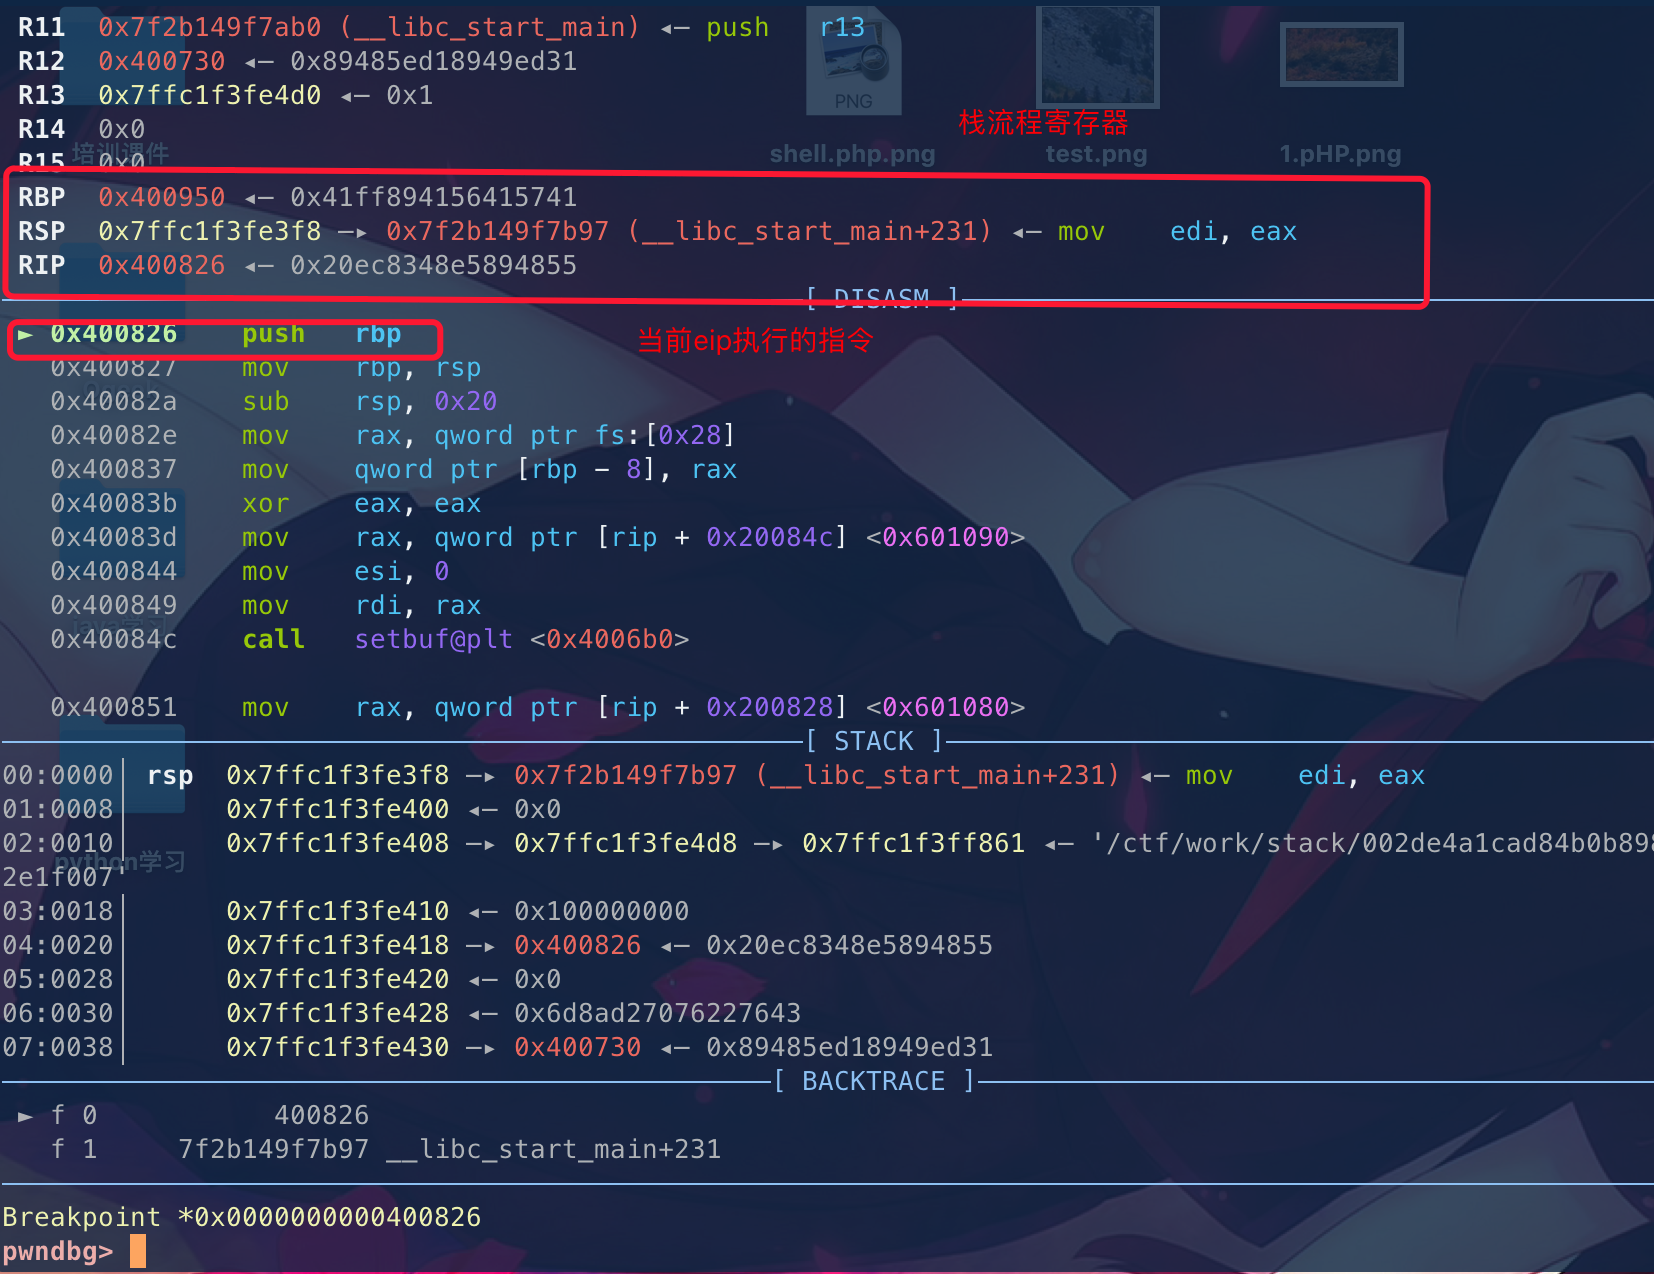 R11  0x7f2b149f7ab0 (__libc_start_main) ◂— push   r13
R12  0x400730 ◂— 0x89485ed18949ed31
R13  0x7ffc1f3fe4d0 ◂— 0x1
PNG
R14  0x0
栈流程寄存器
R15  0x0
培训课件
shell.php.png
test.png
1.pHP.png
RBP  0x400950 ◂— 0x41ff894156415741
RSP  0x7ffc1f3fe3f8 —▸ 0x7f2b149f7b97 (__libc_start_main+231) ◂— mov    edi, eax
RIP  0x400826 ◂— 0x20ec8348e5894855
[ DISASM ]
► 0x400826    push   rbp
当前eip执行的指令
0x400827    mov    rbp, rsp
0x40082a    sub    rsp, 0x20
0x40082e    mov    rax, qword ptr fs:[0x28]
0x400837    mov    qword ptr [rbp - 8], rax
0x40083b    xor    eax, eax
0x40083d    mov    rax, qword ptr [rip + 0x20084c] <0x601090>
0x400844    mov    esi, 0
0x400849    mov    rdi, rax
java学习
0x40084c    call   setbuf@plt <0x4006b0>
0x400851    mov    rax, qword ptr [rip + 0x200828] <0x601080>
[ STACK ]
00:0000│ rsp  0x7ffc1f3fe3f8 —▸ 0x7f2b149f7b97 (__libc_start_main+231) ◂— mov    edi, eax
01:0008│      0x7ffc1f3fe400 ◂— 0x0
02:0010│      0x7ffc1f3fe408 —▸ 0x7ffc1f3fe4d8 —▸ 0x7ffc1f3ff861 ◂— '/ctf/work/stack/002de4a1cad84b0b898
python学习
2e1f007'
03:0018│      0x7ffc1f3fe410 ◂— 0x100000000
04:0020│      0x7ffc1f3fe418 —▸ 0x400826 ◂— 0x20ec8348e5894855
05:0028│      0x7ffc1f3fe420 ◂— 0x0
06:0030│      0x7ffc1f3fe428 ◂— 0x6d8ad27076227643
07:0038│      0x7ffc1f3fe430 —▸ 0x400730 ◂— 0x89485ed18949ed31
[ BACKTRACE ]
► f 0           400826
f 1     7f2b149f7b97 __libc_start_main+231
Breakpoint *0x0000000000400826
pwndbg>